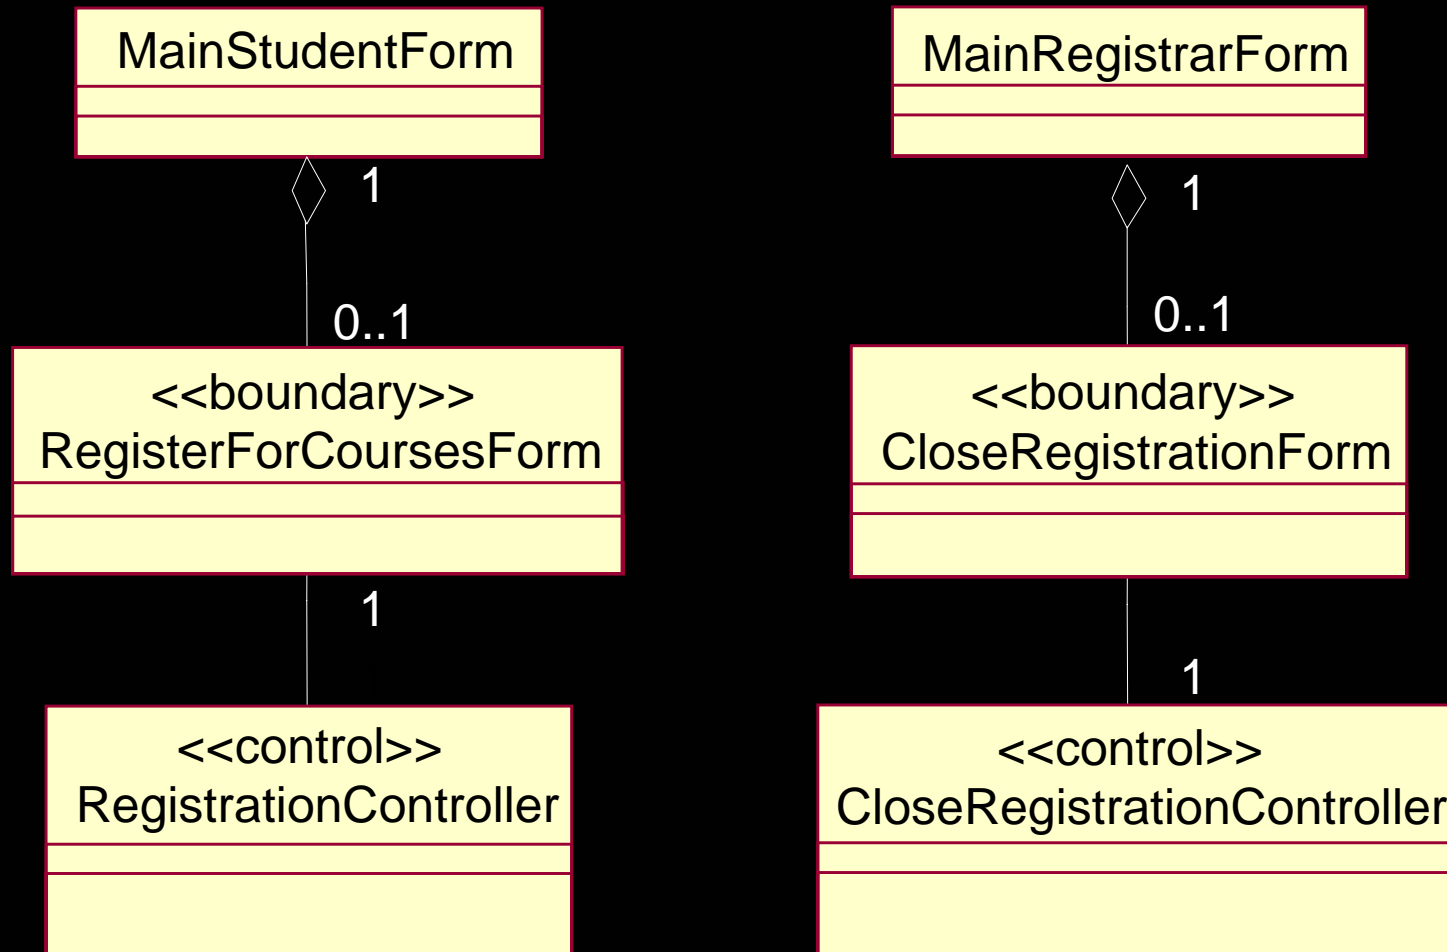 MainStudentForm
1
0..1
<<boundary>>
RegisterForCoursesForm
1
<<control>>
RegistrationController
MainRegistrarForm
1
0..1
<<boundary>>
CloseRegistrationForm
1
<<control>>
CloseRegistrationController